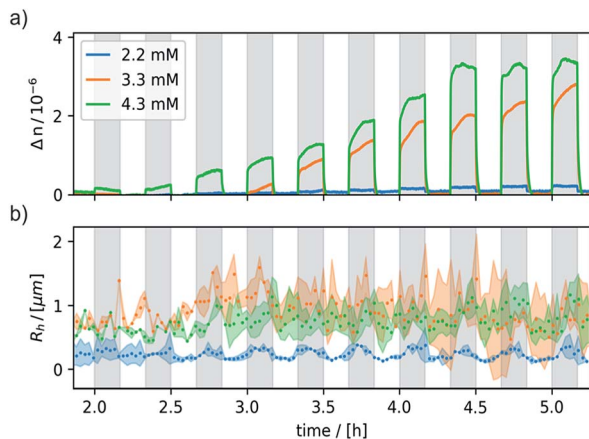 a)
Δ n / 10⁻⁶
4
2
0
2.2 mM
3.3 mM
4.3 mM
b)
R_h / [μm]
2
1
0
2.0 2.5 3.0 3.5 4.0 4.5 5.0
time / [h]